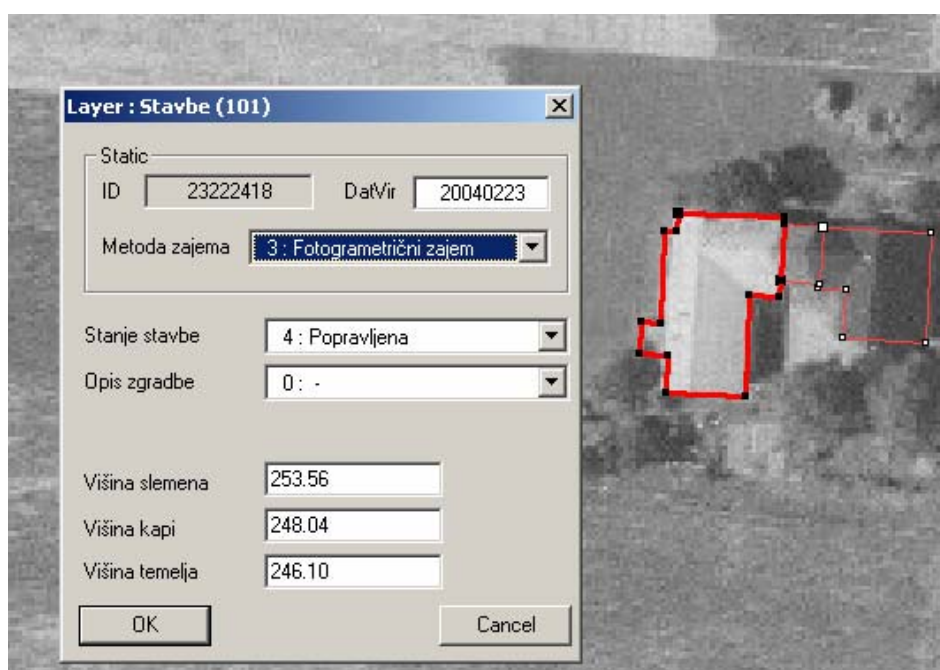 Layer : Stavbe (101)
Static
ID 23222418 DatVir 20040223
Metoda zajema 3 : Fotogrametrični zajem
Stanje stavbe 4 : Popravljena
Opis zgradbe 0 : -
Višina slemena 253.56
Višina kapi 248.04
Višina temelja 246.10
OK Cancel